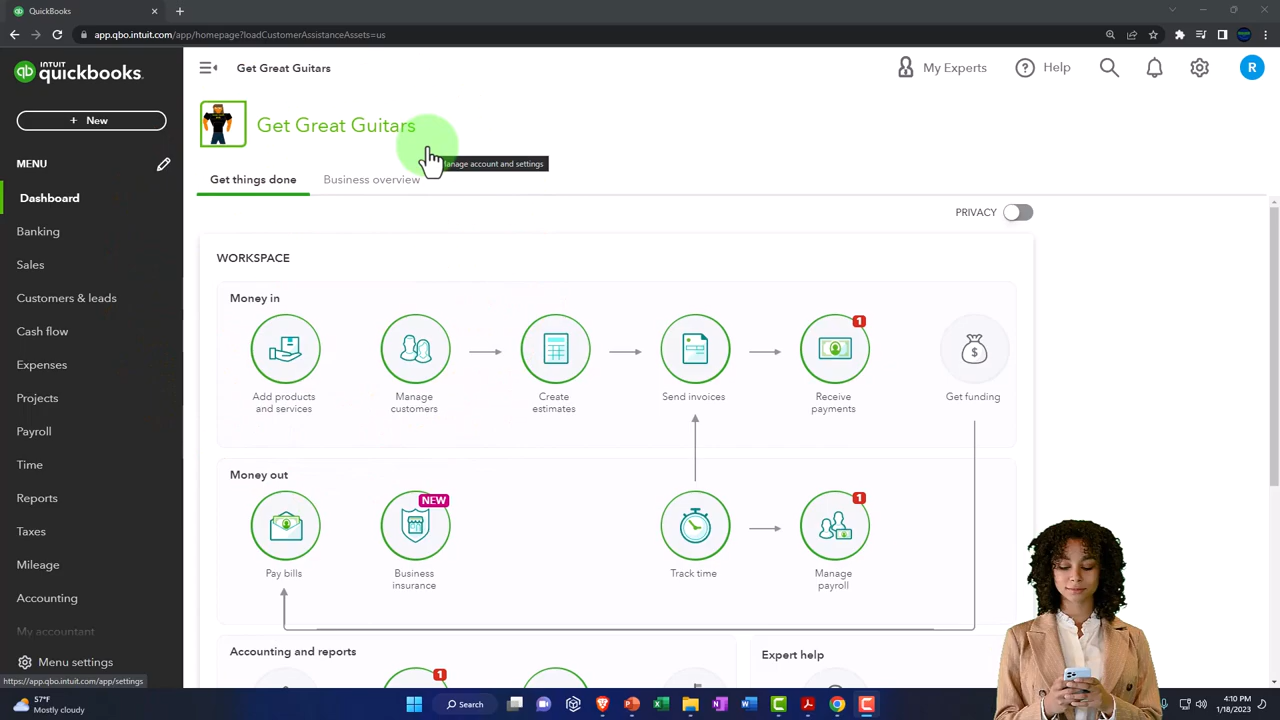 QuickBooks
app.qbo.intuit.com/app/homepage?loadCustomerAssistanceAssets=us
INTUIT
quickbooks.
Get Great Guitars
My Experts
Help
R
+ New
Get Great Guitars
anage account and settings
MENU
Get things done
Business overview
Dashboard
PRIVACY
Banking
WORKSPACE
Sales
Money in
Customers & leads
1
Cash flow
Expenses
Add products
and services
Manage
customers
Create
estimates
Send invoices
Receive
payments
Get funding
Projects
Payroll
Time
Money out
Reports
NEW
1
Taxes
Mileage
Pay bills
Business
insurance
Track time
Manage
payroll
Accounting
My accountant
Accounting and reports
Expert help
Menu settings
1
https://app.qbo.intuit.com/app/settings
57°F
Mostly cloudy
Search
4:10 PM
1/18/2023